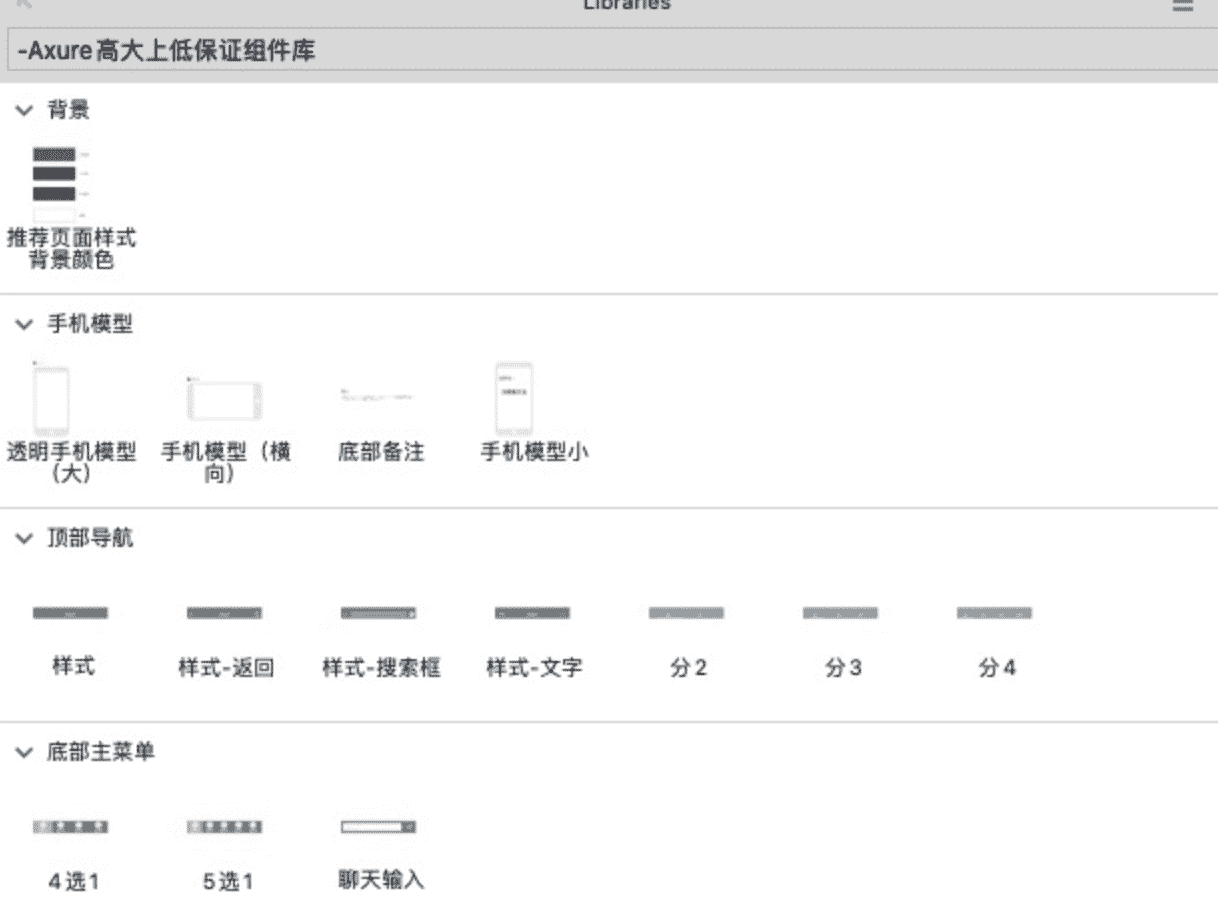 Libraries
-Axure高大上低保证组件库
背景
推荐页面样式
背景颜色
手机模型
透明手机模型
（大）
手机模型（横
向）
底部备注
手机模型小
顶部导航
样式
样式-返回
样式-搜索框
样式-文字
分2
分3
分4
底部主菜单
4选1
5选1
聊天输入